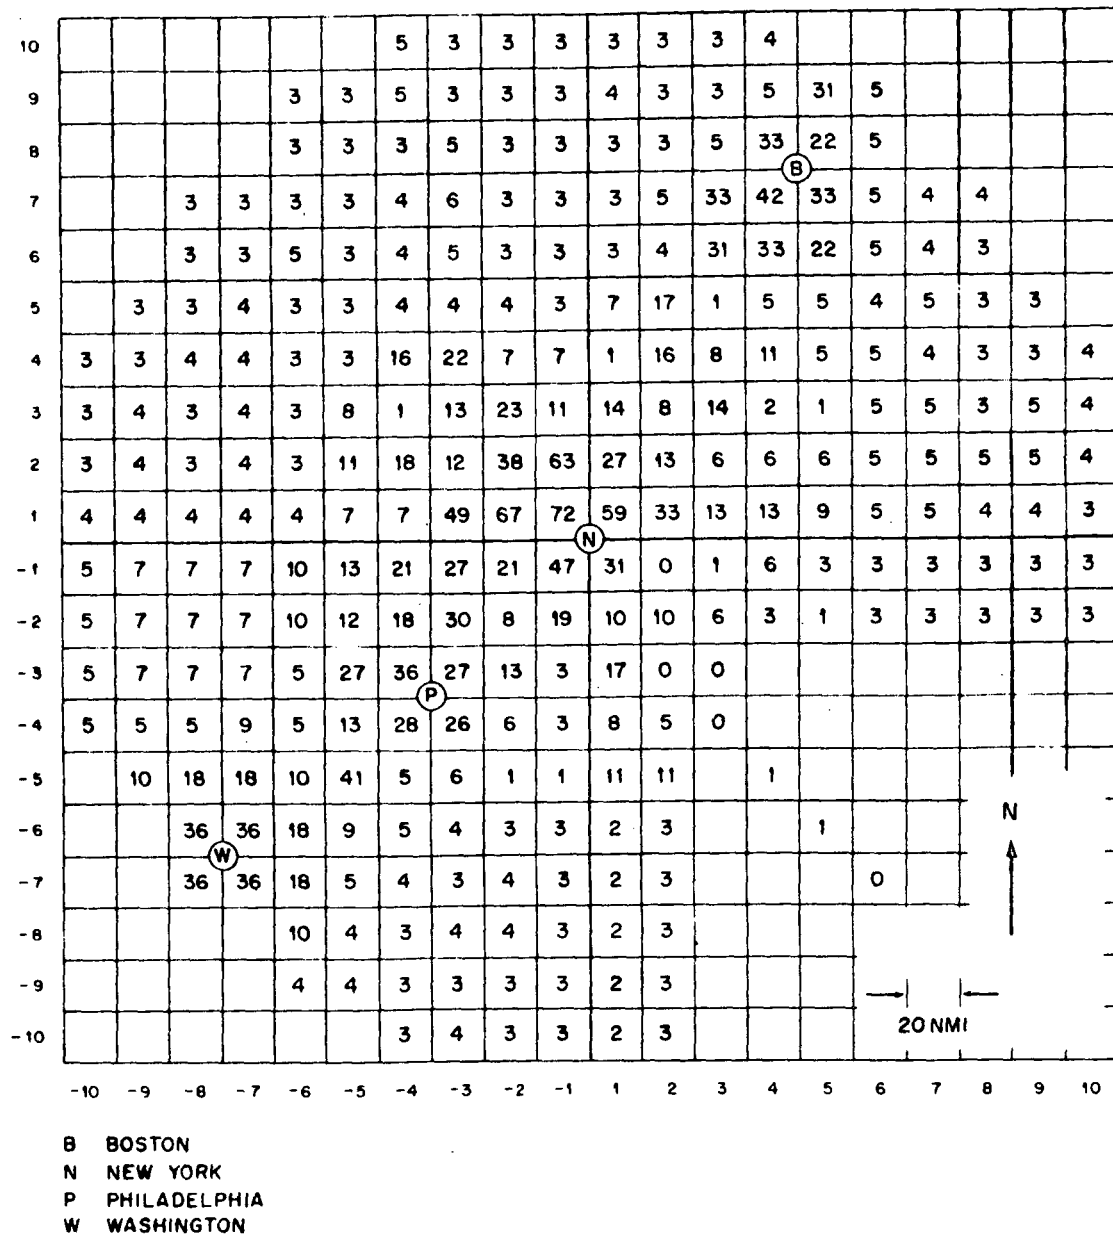 10 5 3 3 3 3 3 3 4
9 3 3 5 3 3 3 4 3 3 5 31 5
8 3 3 3 5 3 3 3 3 5 33 22 5
B
7 3 3 3 3 4 6 3 3 3 5 33 42 33 5 4 4
6 3 3 5 3 4 5 3 3 3 4 31 33 22 5 4 3
5 3 3 4 3 3 4 4 4 3 7 17 1 5 5 4 5 3 3
4 3 3 4 4 3 3 16 22 7 7 1 16 8 11 5 5 4 3 3 4
3 3 4 3 4 3 8 1 13 23 11 14 8 14 2 1 5 5 3 5 4
2 3 4 3 4 3 11 18 12 38 63 27 13 6 6 6 5 5 5 5 4
1 4 4 4 4 4 7 7 49 67 72 59 33 13 13 9 5 5 4 4 3
N
-1 5 7 7 7 10 13 21 27 21 47 31 0 1 6 3 3 3 3 3 3
-2 5 7 7 7 10 12 18 30 8 19 10 10 6 3 1 3 3 3 3 3
-3 5 7 7 7 5 27 36 27 13 3 17 0 0
P
-4 5 5 5 9 5 13 28 26 6 3 8 5 0
-5 10 18 18 10 41 5 6 1 1 11 11 1
-6 36 36 18 9 5 4 3 3 2 3 1
N
W
-7 36 36 18 5 4 3 4 3 2 3 0
-8 10 4 3 4 4 3 2 3
-9 4 4 3 3 3 3 2 3
20 NMI
-10 3 4 3 3 2 3
-10 -9 -8 -7 -6 -5 -4 -3 -2 -1 1 2 3 4 5 6 7 8 9 10
B BOSTON
N NEW YORK
P PHILADELPHIA
W WASHINGTON